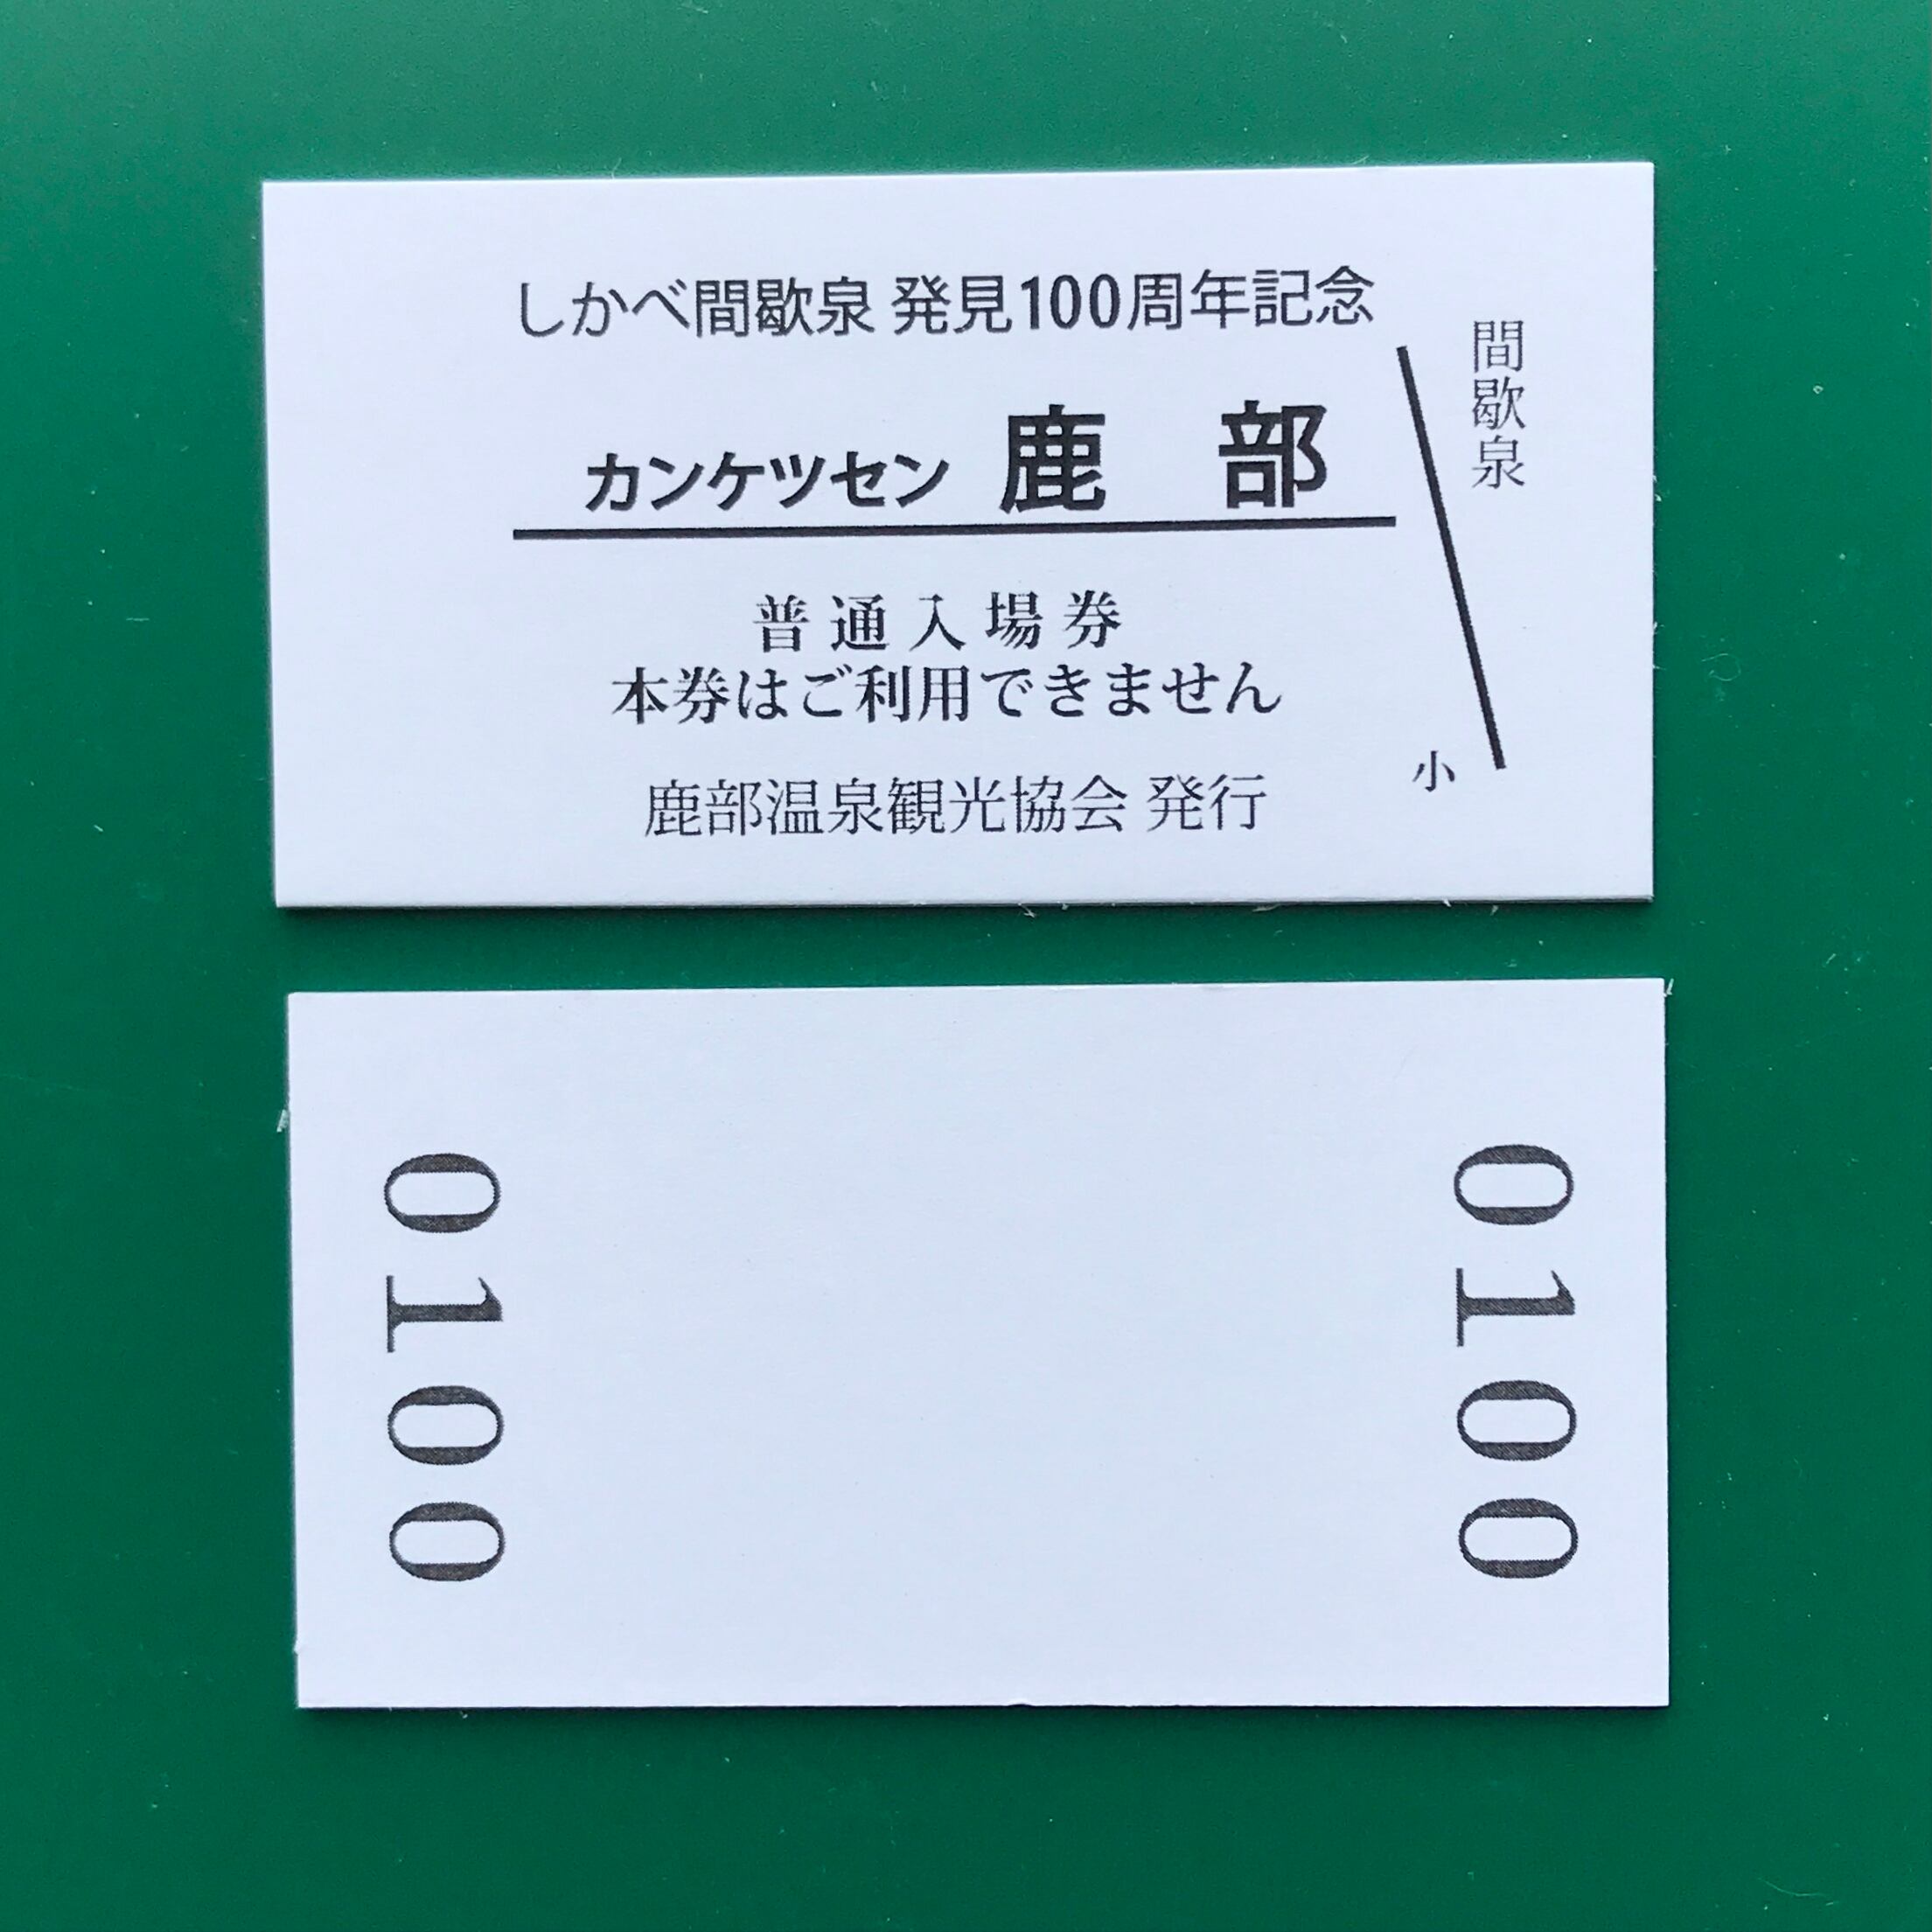 しかべ間歇泉 発見100周年記念
カンケツセン 鹿 部
間歇泉
普通入場券
本券はご利用できません
小
鹿部温泉観光協会 発行
0100
0100